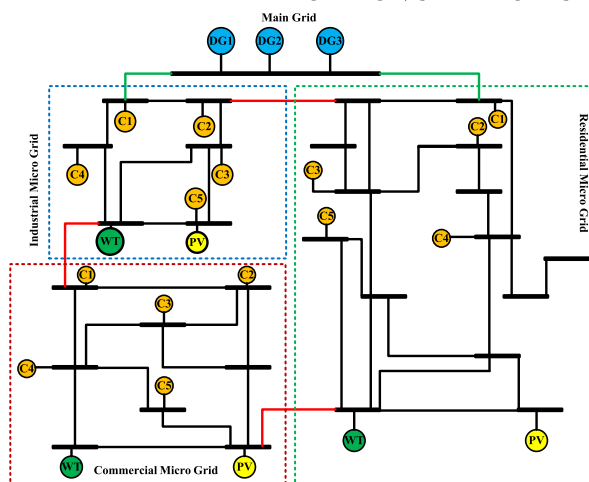 Main Grid
DG1 DG2 DG3
C1 C2
C4 C3
C5
WT PV
Industrial Micro Grid
C1
C2
C3
C5
C4
WT PV
Residential Micro Grid
C1 C2
C3
C4
C5
WT PV
Commercial Micro Grid